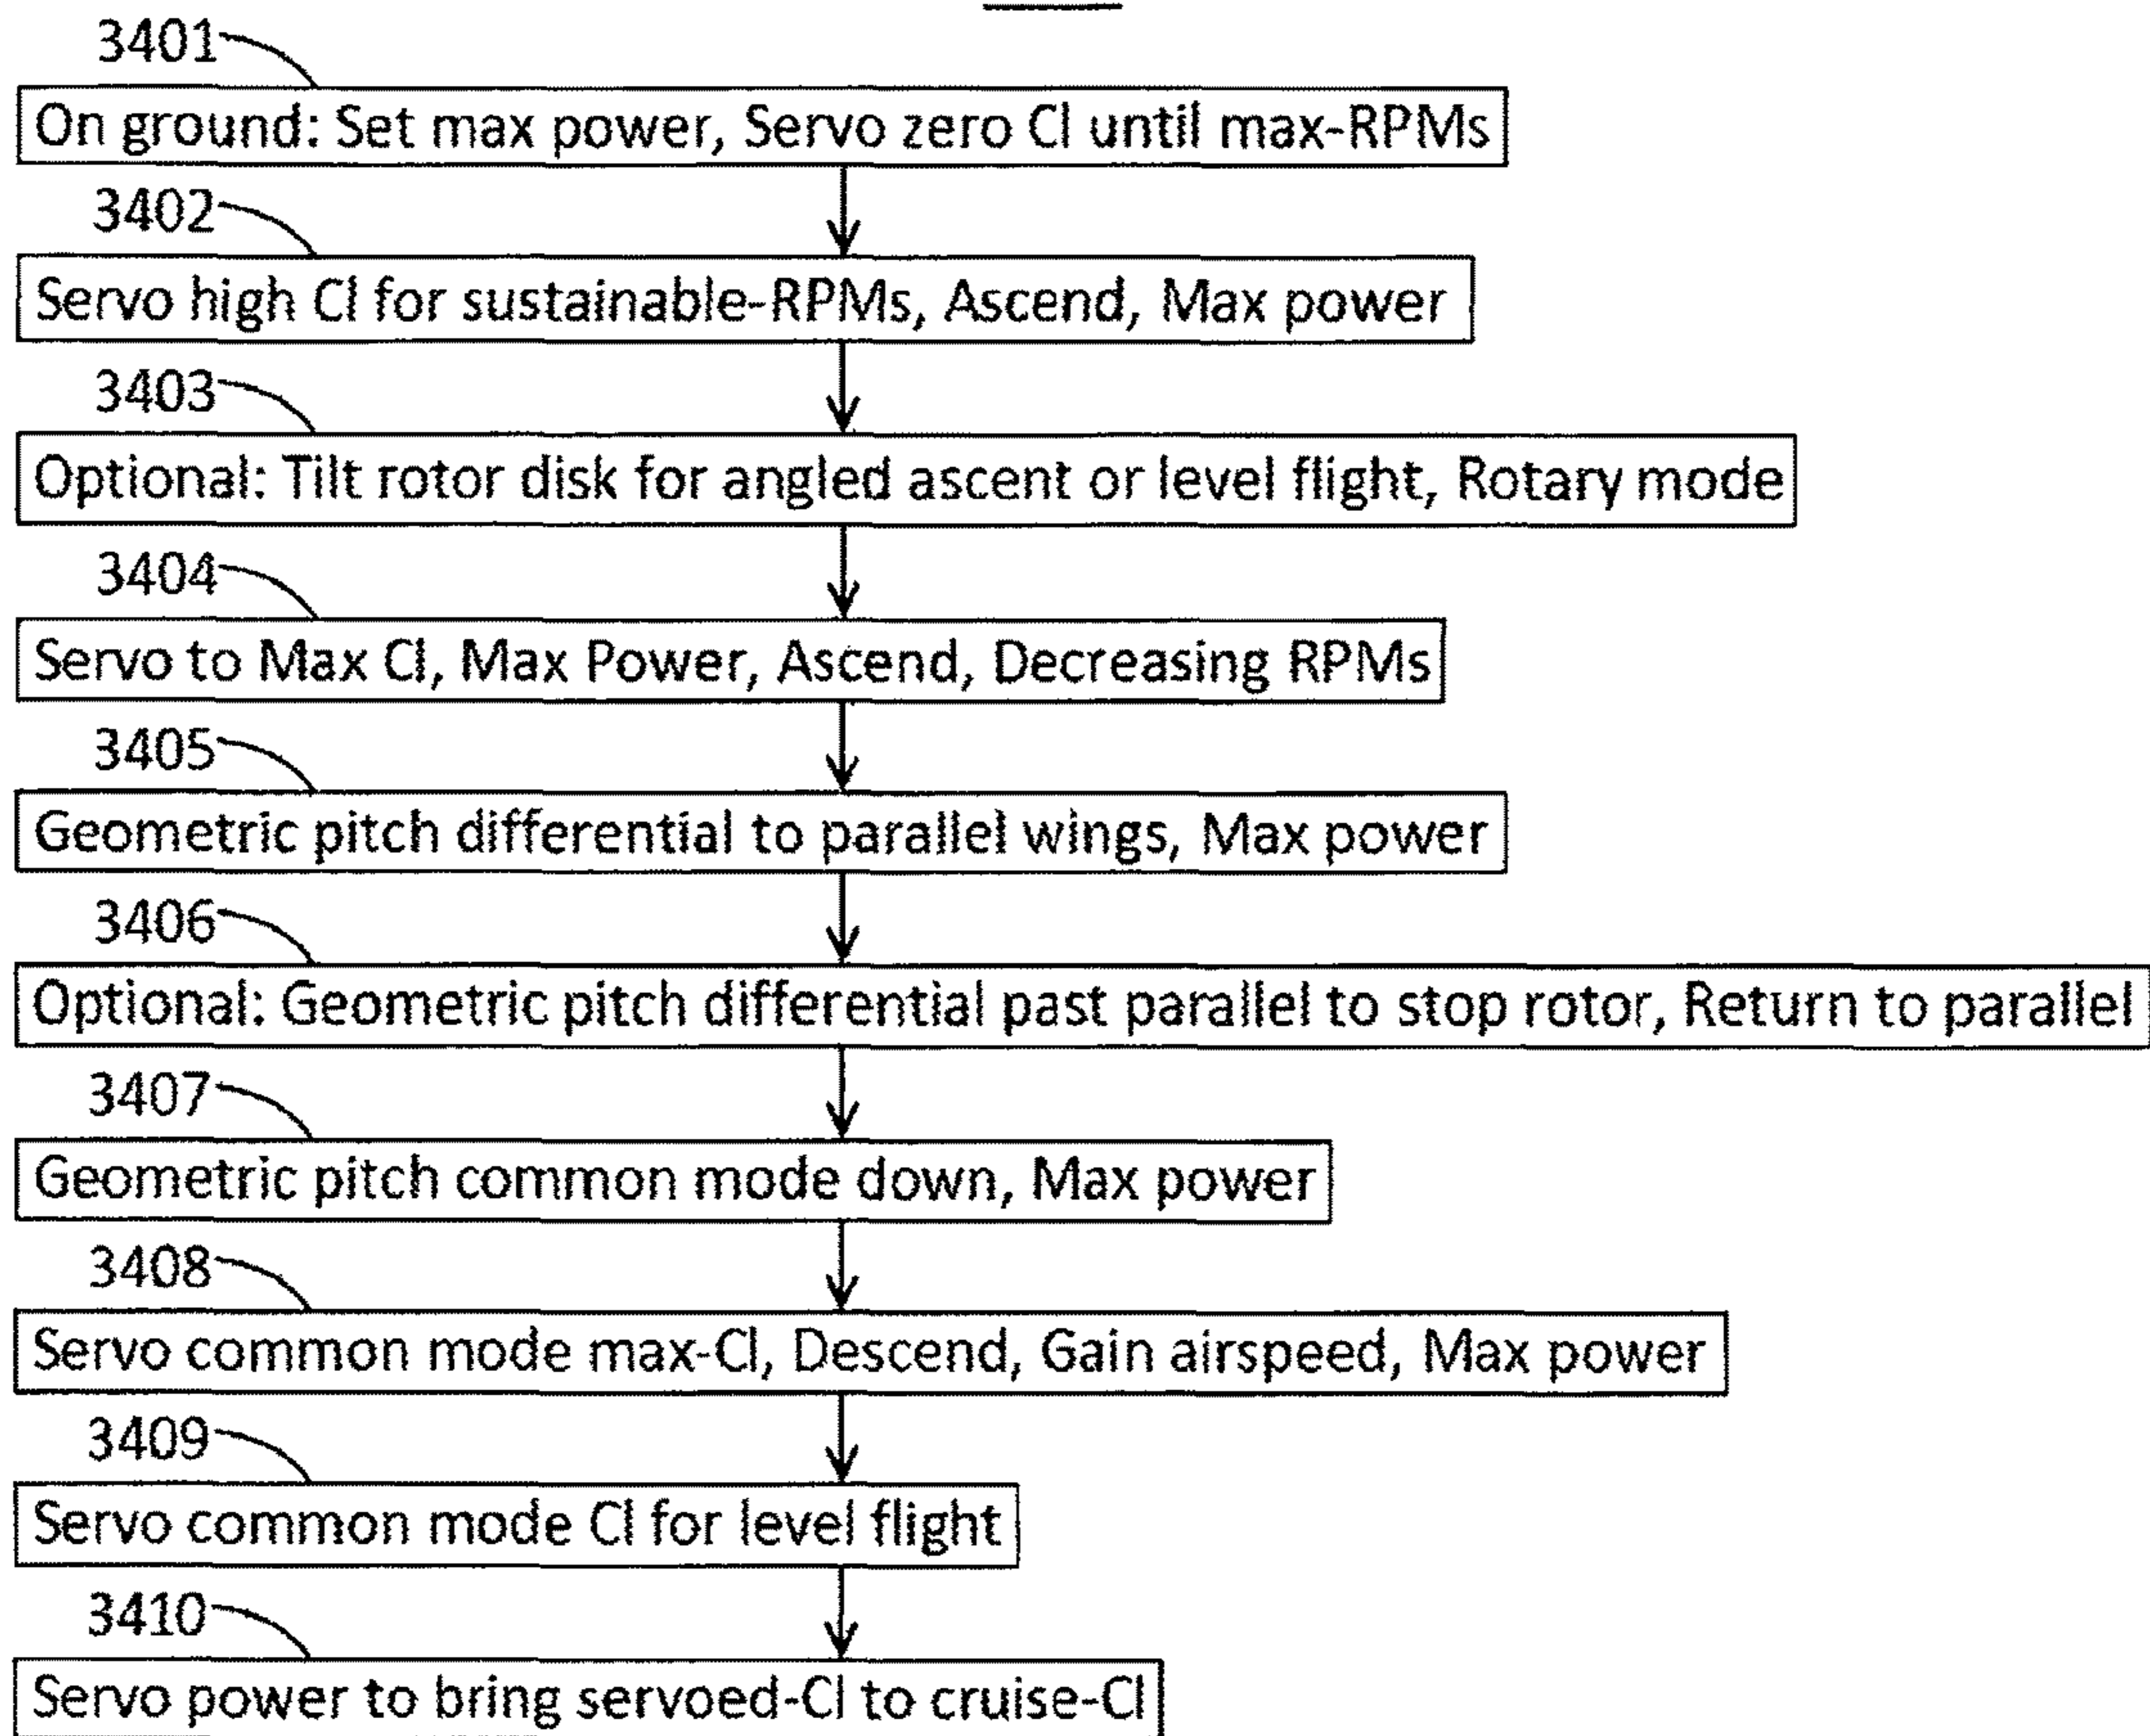 3401
On ground: Set max power, Servo zero Cl until max-RPMs
3402
Servo high Cl for sustainable-RPMs, Ascend, Max power
3403
Optional: Tilt rotor disk for angled ascent or level flight, Rotary mode
3404
Servo to Max Cl, Max Power, Ascend, Decreasing RPMs
3405
Geometric pitch differential to parallel wings, Max power
3406
Optional: Geometric pitch differential past parallel to stop rotor, Return to parallel
3407
Geometric pitch common mode down, Max power
3408
Servo common mode max-Cl, Descend, Gain airspeed, Max power
3409
Servo common mode Cl for level flight
3410
Servo power to bring servoed-Cl to cruise-Cl